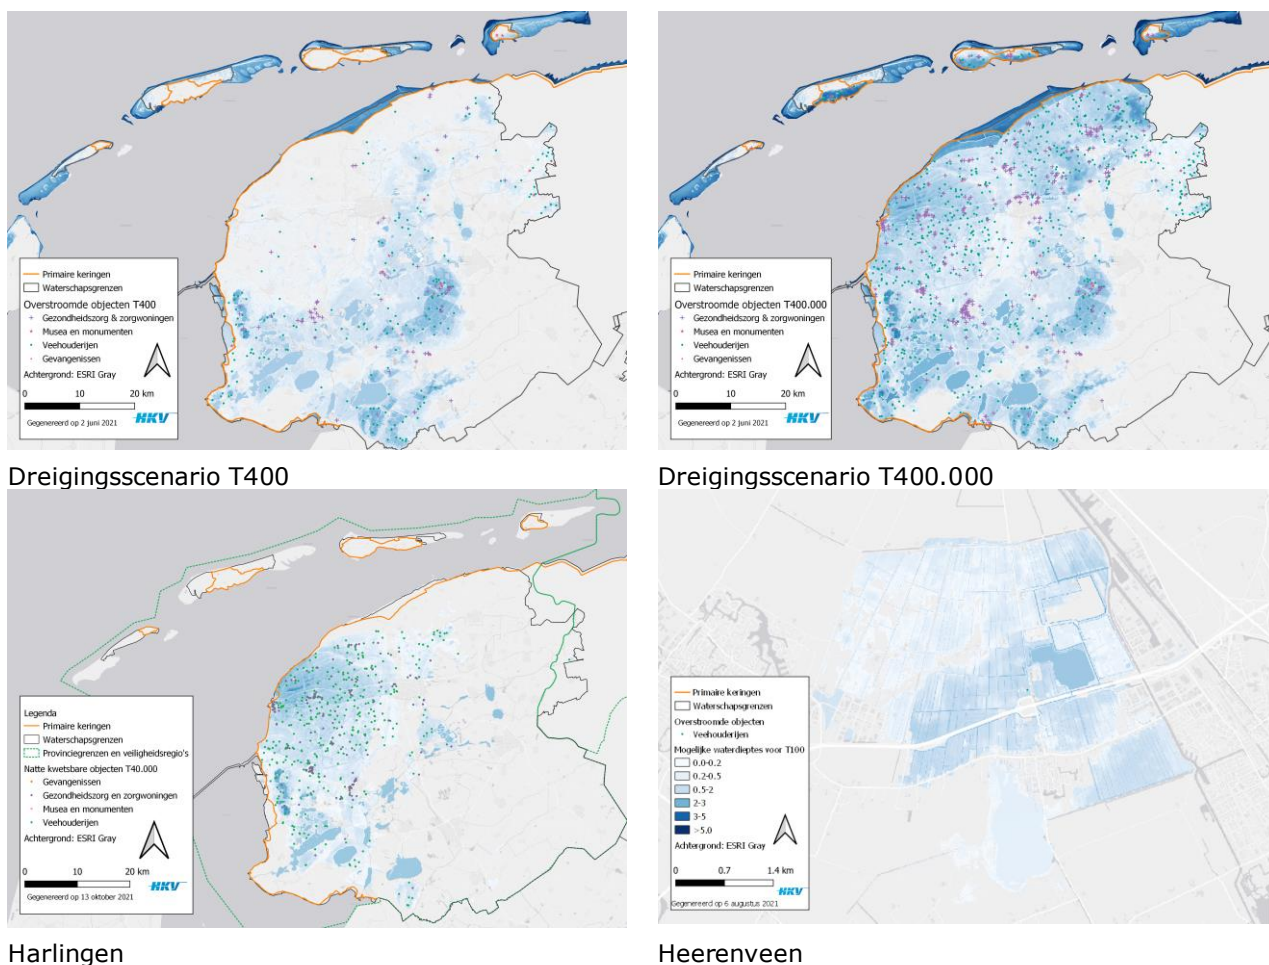 Primaire keringen
Waterschapsgrenzen
Overstroomde objecten T400
Gezondheidszorg & zorgwoningen
Musea en monumenten
Veehouderijen
Gevangenissen
Achtergrond: ESRI Gray
0 10 20 km
HKV
Gegenereerd op 2 juni 2021
Dreigingsscenario T400
Primaire keringen
Waterschapsgrenzen
Overstroomde objecten T400.000
Gezondheidszorg & zorgwoningen
Musea en monumenten
Veehouderijen
Gevangenissen
Achtergrond: ESRI Gray
0 10 20 km
HKV
Gegenereerd op 2 juni 2021
Dreigingsscenario T400.000
Legenda
Primaire keringen
Waterschapsgrenzen
Provinciegrenzen en veiligheidsregio's
Natte kwetsbare objecten T40.000
Gevangenissen
Gezondheidszorg en zorgwoningen
Musea en monumenten
Veehouderijen
Achtergrond: ESRI Gray
0 10 20 km
HKV
Gegenereerd op 13 oktober 2021
Harlingen
Primaire keringen
Waterschapsgrenzen
Overstroomde objecten
Veehouderijen
Mogelijke waterdieptes voor T100
0.0-0.2
0.2-0.5
0.5-2
2-3
3-5
>5.0
Achtergrond: ESRI Gray
0 0.7 1.4 km
HKV
Gegenereerd op 6 augustus 2021
Heerenveen